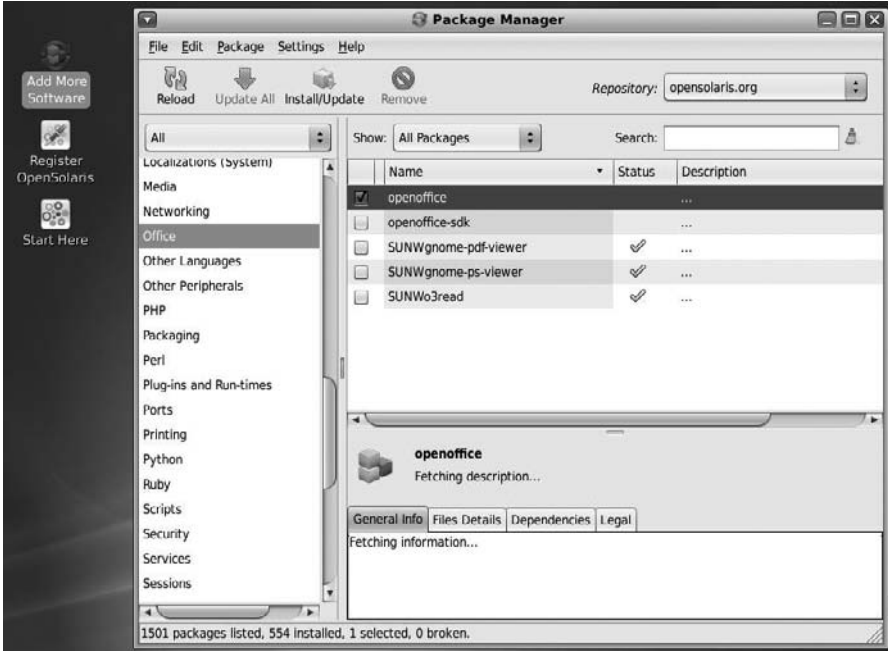 Add More
Software
Register
OpenSolaris
Start Here
Package Manager
File Edit Package Settings Help
Reload Update All Install/Update Remove
Repository: opensolaris.org
All
Show: All Packages
Search:
Localizations (System)
Media
Networking
Office
Other Languages
Other Peripherals
PHP
Packaging
Perl
Plug-ins and Run-times
Ports
Printing
Python
Ruby
Scripts
Security
Services
Sessions
Name Status Description
openoffice ...
openoffice-sdk ...
SUNWgnome-pdf-viewer ...
SUNWgnome-ps-viewer ...
SUNWo3read ...
openoffice
Fetching description...
General Info Files Details Dependencies Legal
Fetching information...
1501 packages listed, 554 installed, 1 selected, 0 broken.